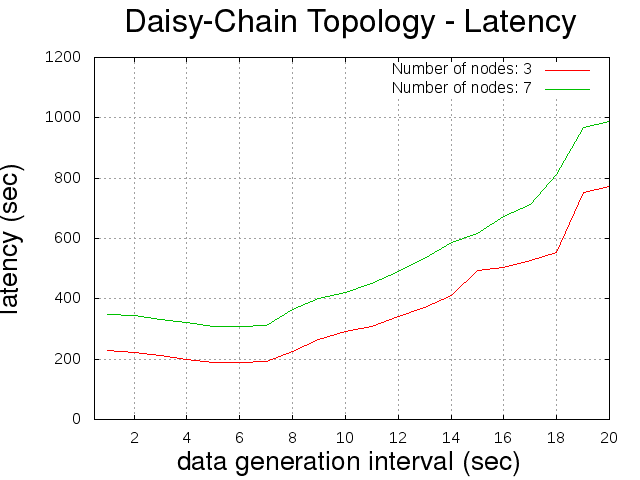 Daisy-Chain Topology - Latency
1200
1000
800
600
400
200
0
latency (sec)
Number of nodes: 3
Number of nodes: 7
2 4 6 8 10 12 14 16 18 20
data generation interval (sec)